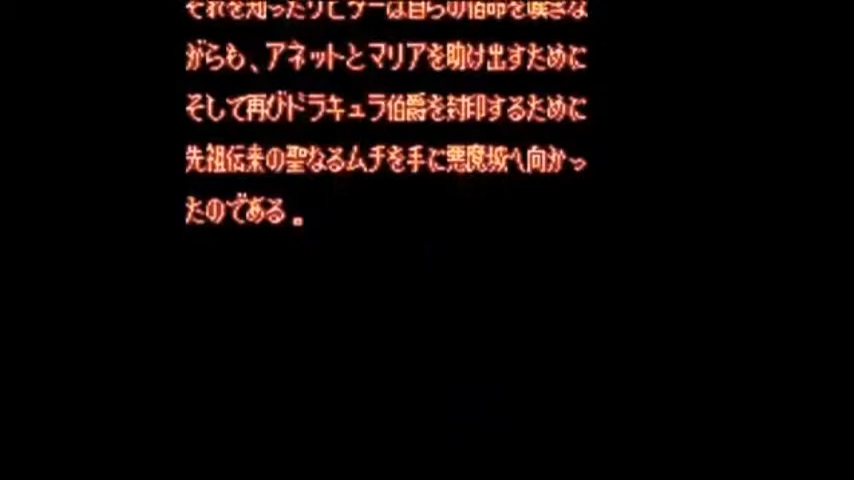 それを知ったリヒターは自らの宿命を嘆きな
がらも、アネットとマリアを助け出すために
そして再びドラキュラ伯爵を封印するために
先祖伝来の聖なるムチを手に悪魔城へ向かっ
たのである。